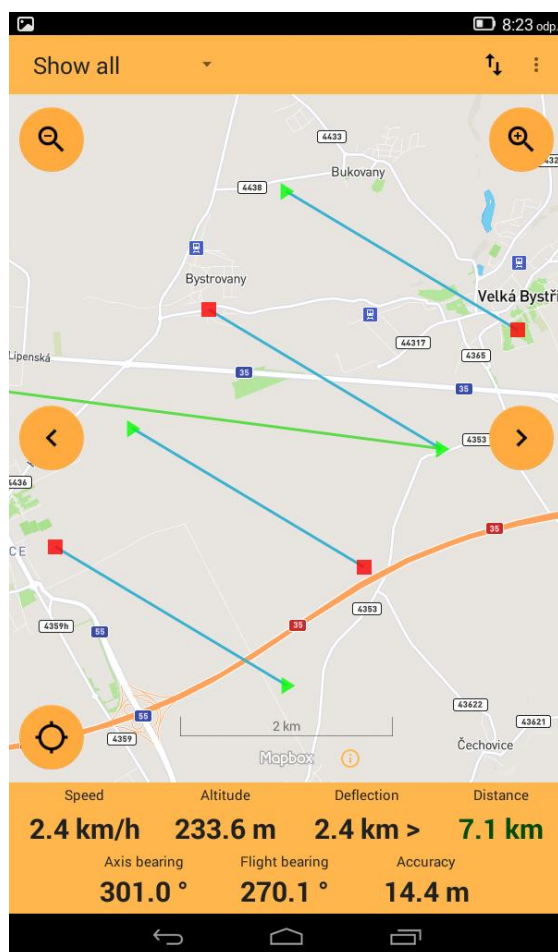 8:23 odp.
Show all
4433
Bukovany
4438
Bystrovany
Velká Bystři
44317
4365
Lipenská
35
35
4353
4436
35
CE
4353
4359h
55
35
43622
55
2 km
43621
4359
Čechovice
Mapbox
Speed Altitude Deflection Distance
2.4 km/h 233.6 m 2.4 km > 7.1 km
Axis bearing Flight bearing Accuracy
301.0 ° 270.1 ° 14.4 m